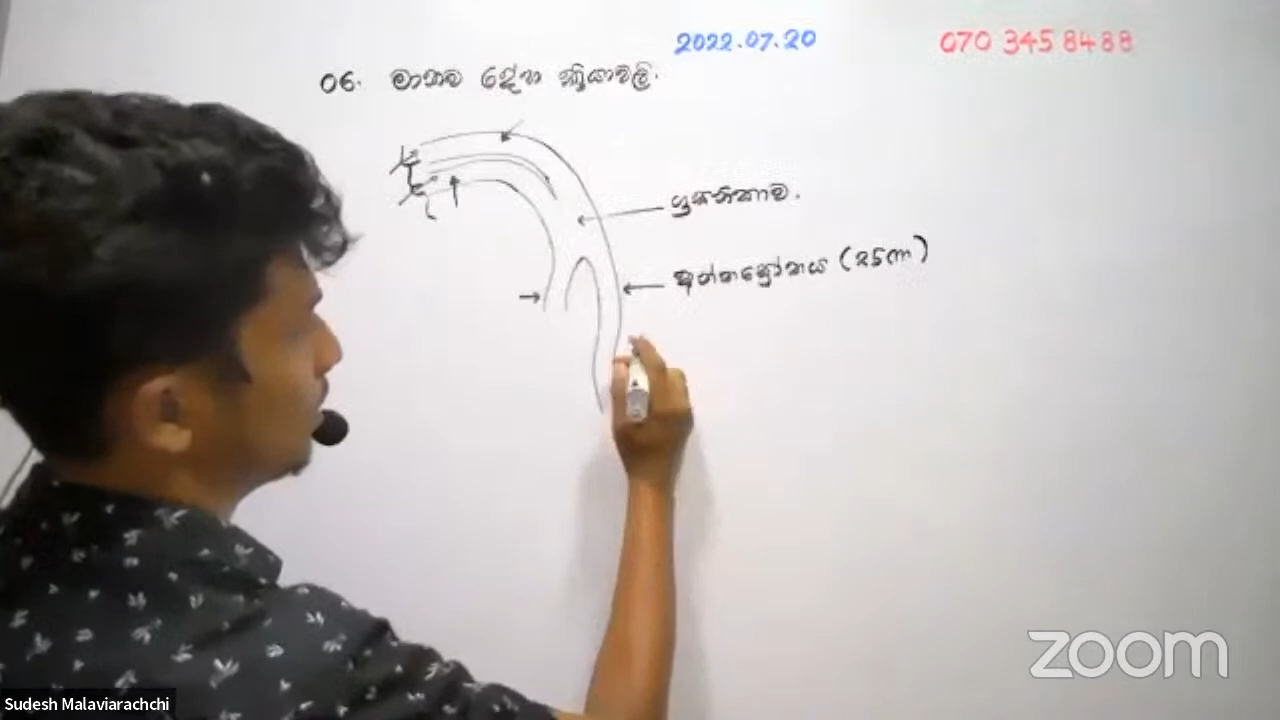 2022.07.20
070 345 8488
06. මානව දේහ ක්‍රියාවලි.
ග්‍රසනිකාව.
අන්නස්‍රෝතය (25cm)
zoom
Sudesh Malaviarachchi